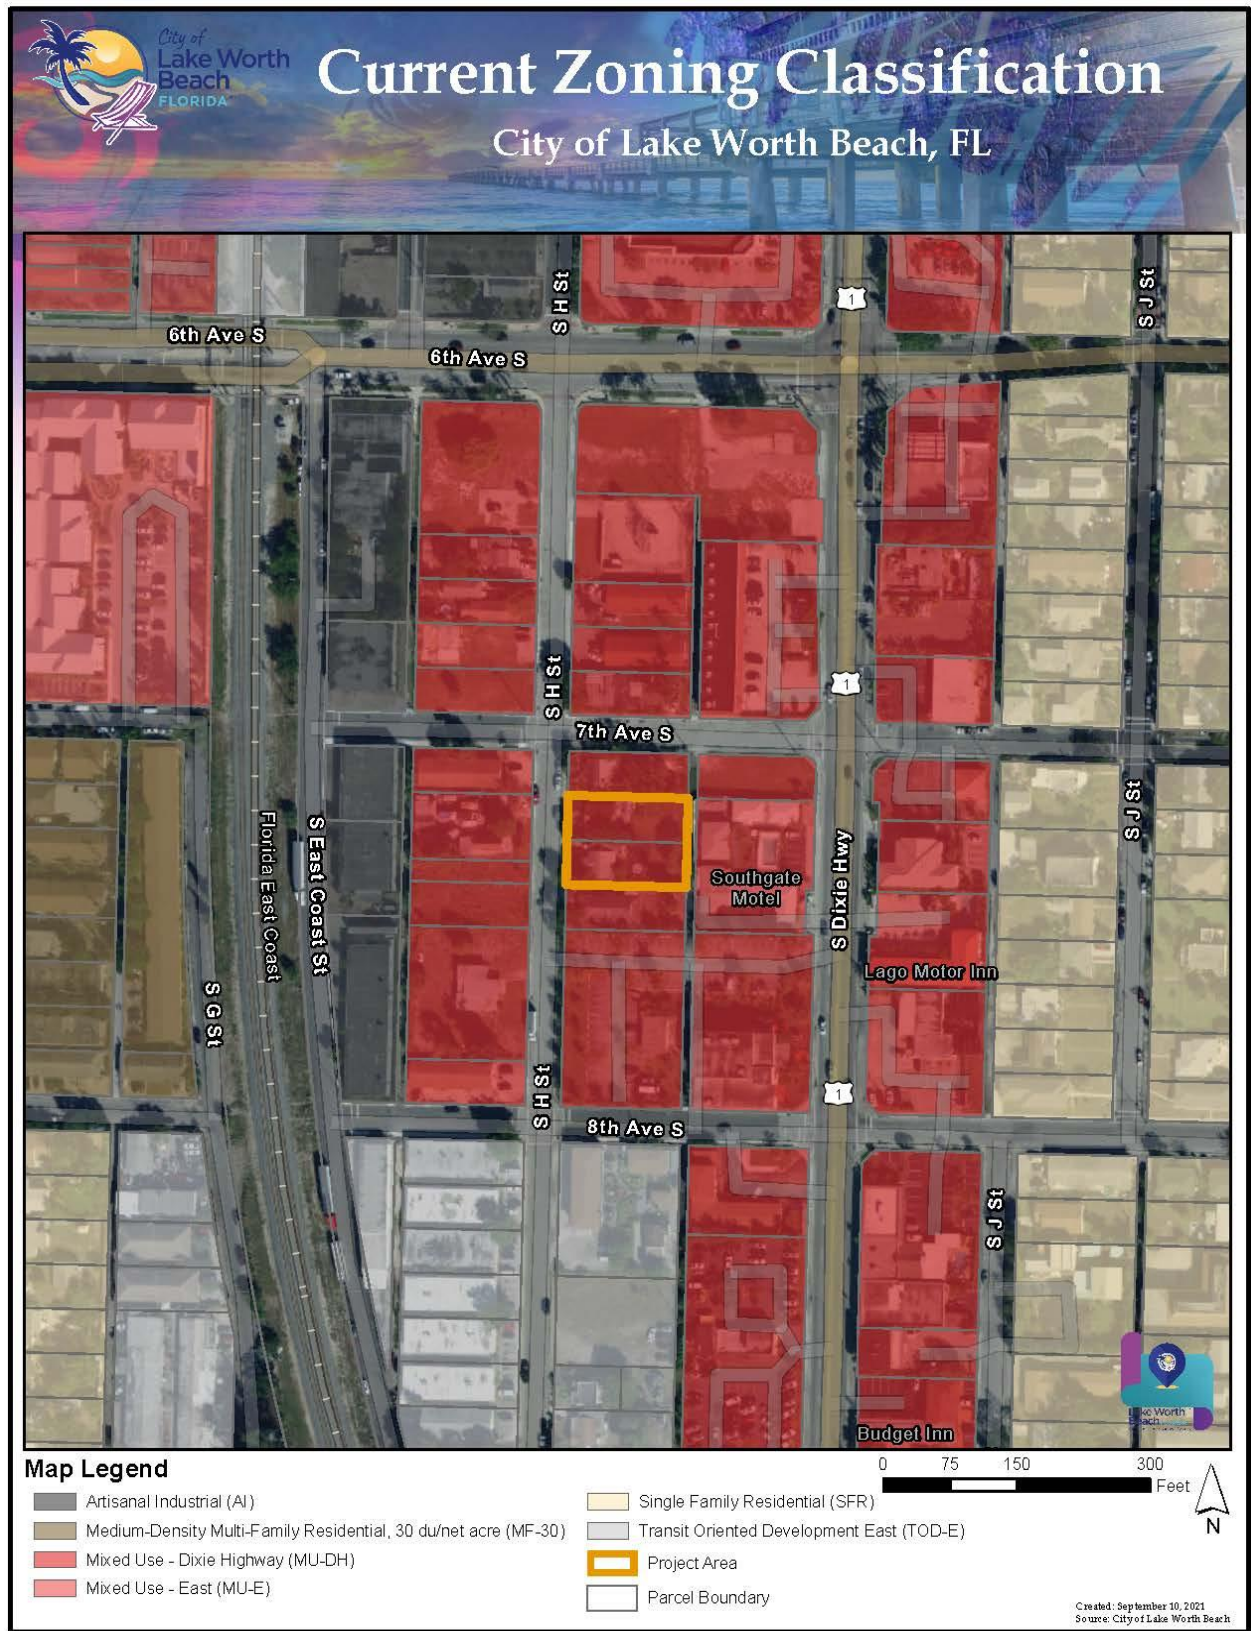 City of
Lake Worth
Beach
FLORIDA
Current Zoning Classification
City of Lake Worth Beach, FL
S H St
1
S J St
6th Ave S
6th Ave S
S H St
1
7th Ave S
S J St
Florida East Coast
S East Coast St
S Dixie Hwy
Southgate
Motel
Lago Motor Inn
S G St
S H St
1
8th Ave S
S J St
Lake Worth
Beach
Budget Inn
Map Legend
0 75 150 300
Feet
N
Artisanal Industrial (AI)
Medium-Density Multi-Family Residential, 30 du/net acre (MF-30)
Mixed Use - Dixie Highway (MU-DH)
Mixed Use - East (MU-E)
Single Family Residential (SFR)
Transit Oriented Development East (TOD-E)
Project Area
Parcel Boundary
Created: September 10, 2021
Source: City of Lake Worth Beach